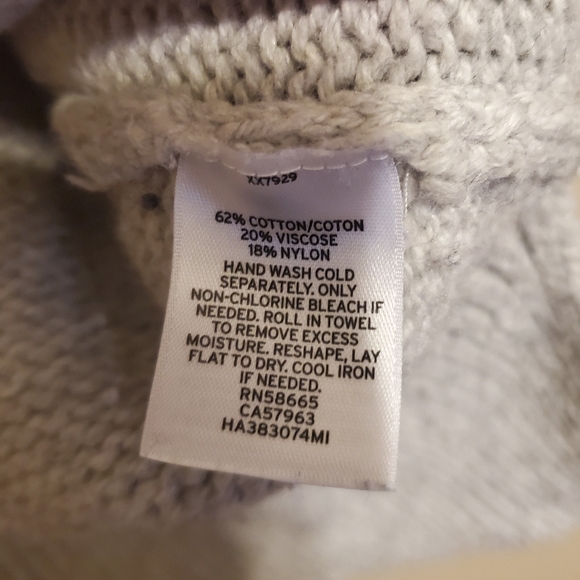 XX7929
62% COTTON/COTON
20% VISCOSE
18% NYLON
HAND WASH COLD
SEPARATELY. ONLY
NON-CHLORINE BLEACH IF
NEEDED. ROLL IN TOWEL
TO REMOVE EXCESS
MOISTURE. RESHAPE, LAY
FLAT TO DRY. COOL IRON
IF NEEDED.
RN58665
CA57963
HA383074MI